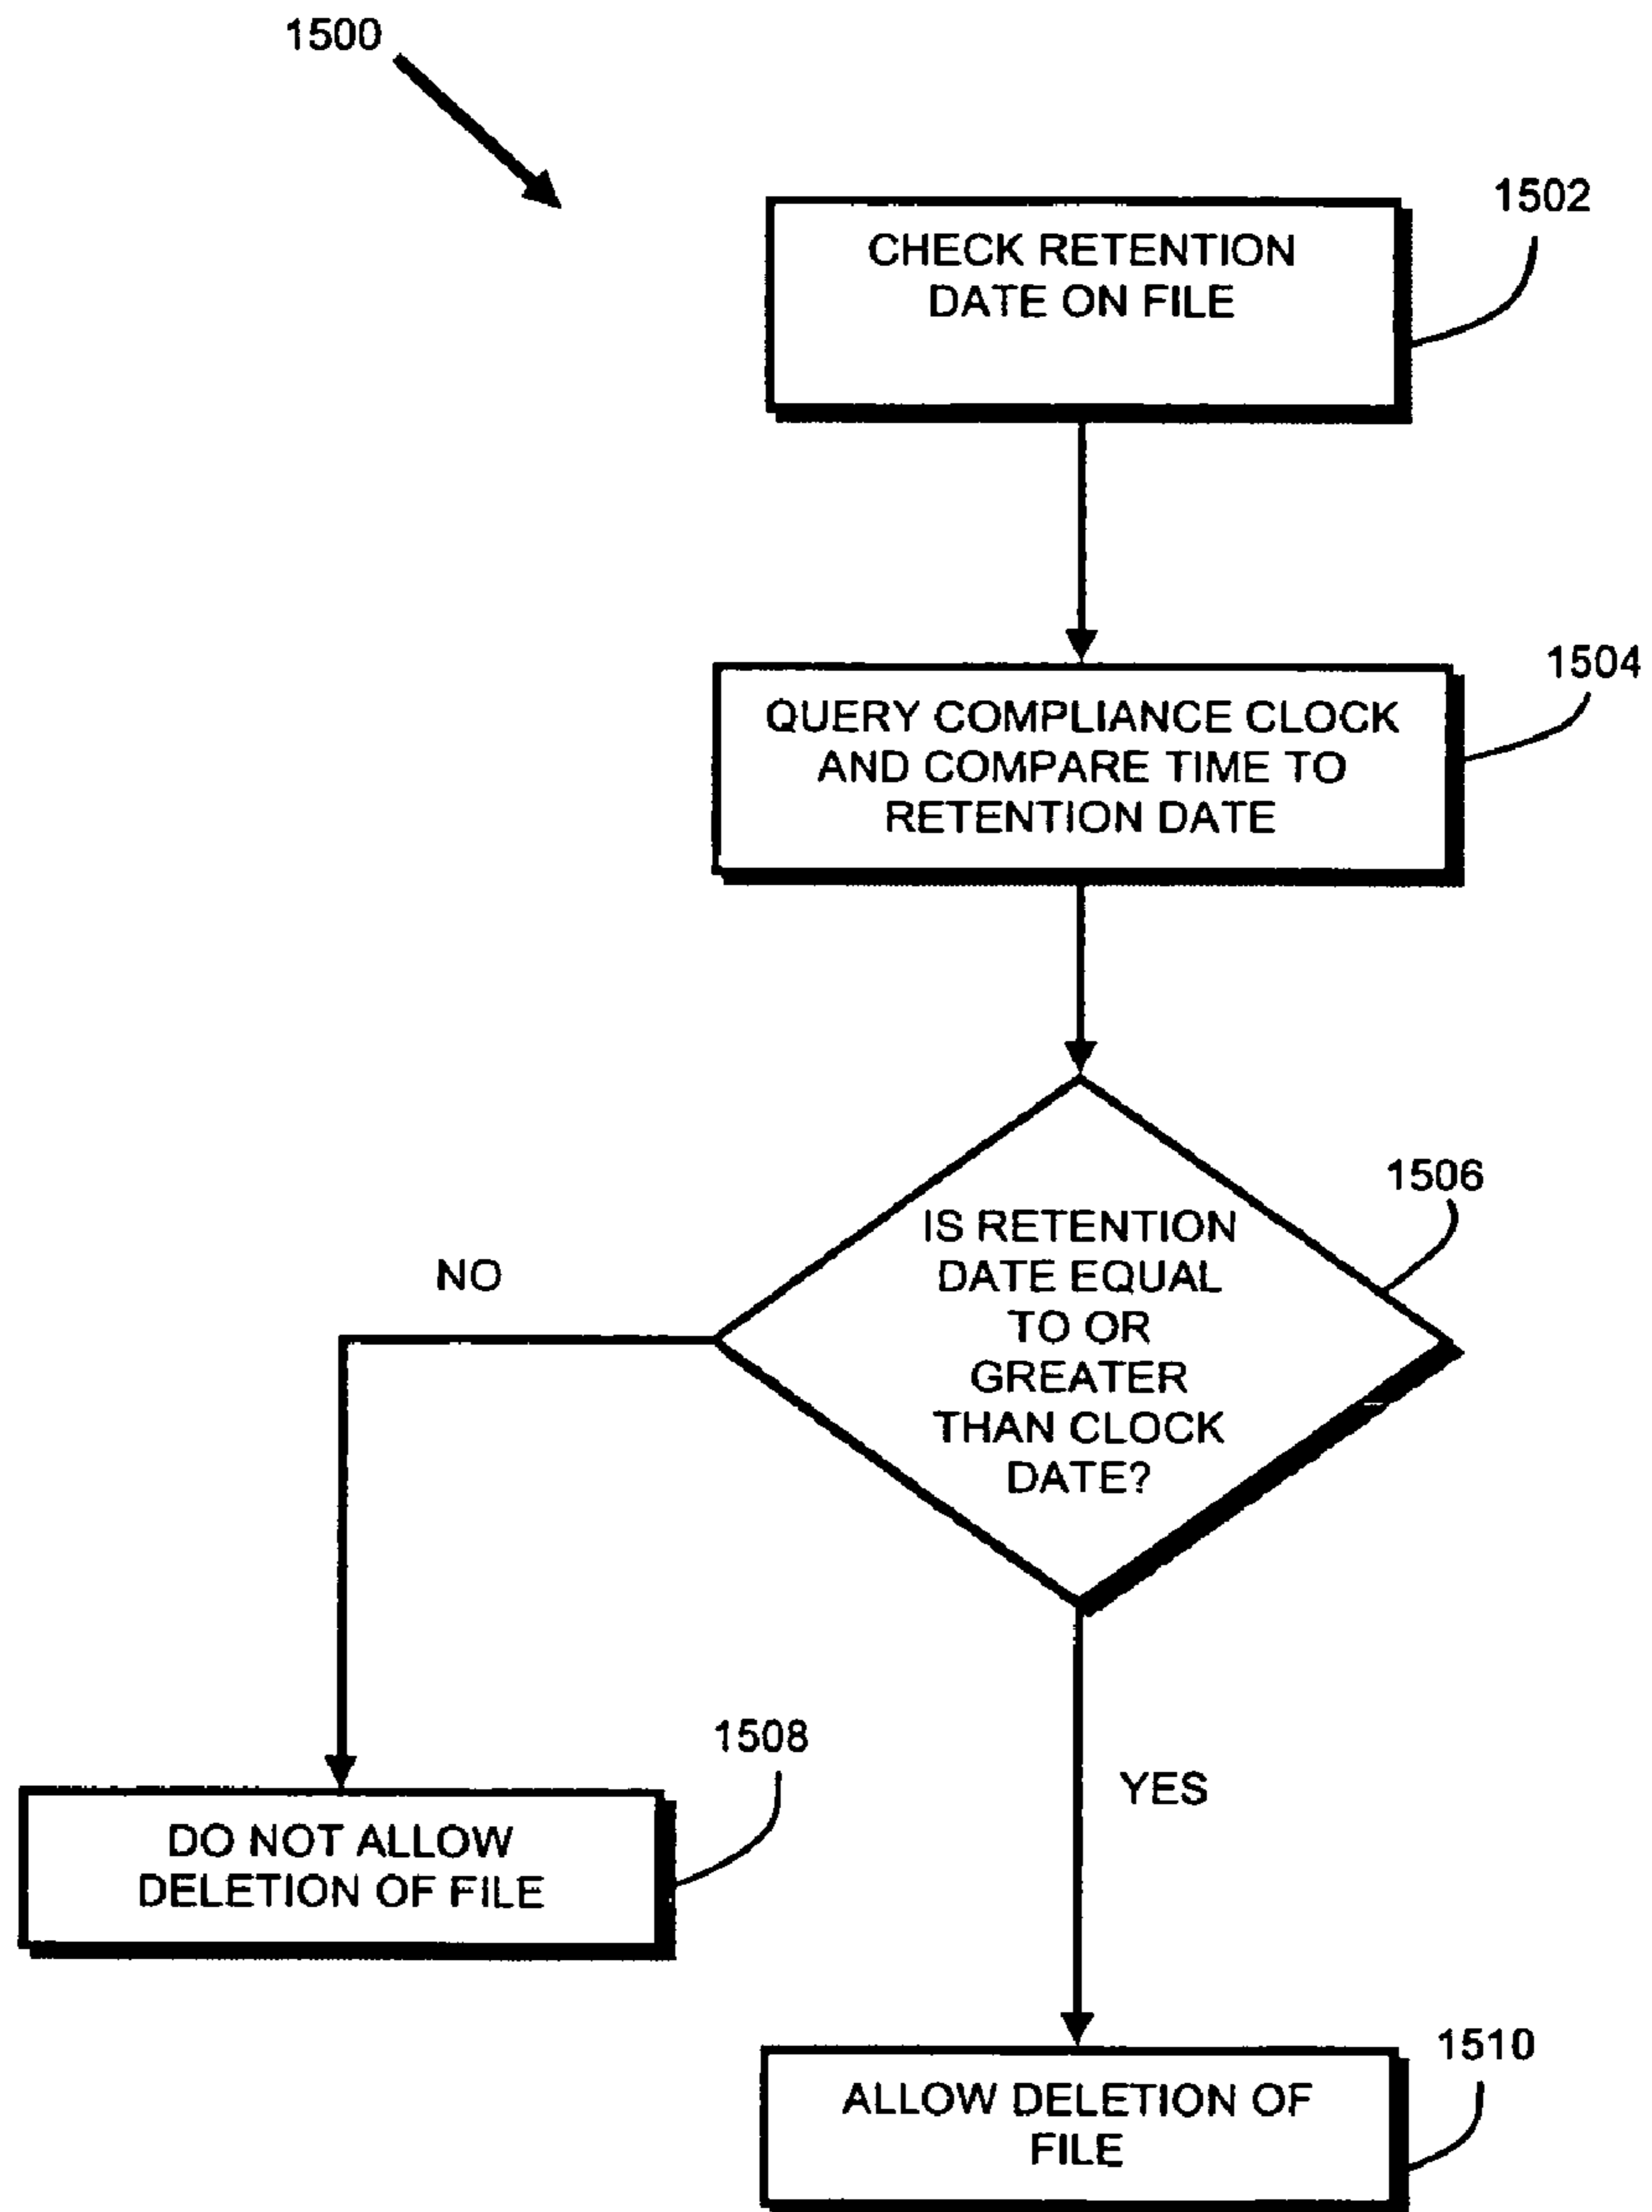 1500
1502
CHECK RETENTION
DATE ON FILE
1504
QUERY COMPLIANCE CLOCK
AND COMPARE TIME TO
RETENTION DATE
1506
IS RETENTION
DATE EQUAL
TO OR
GREATER
THAN CLOCK
DATE?
NO
YES
1508
DO NOT ALLOW
DELETION OF FILE
1510
ALLOW DELETION OF
FILE